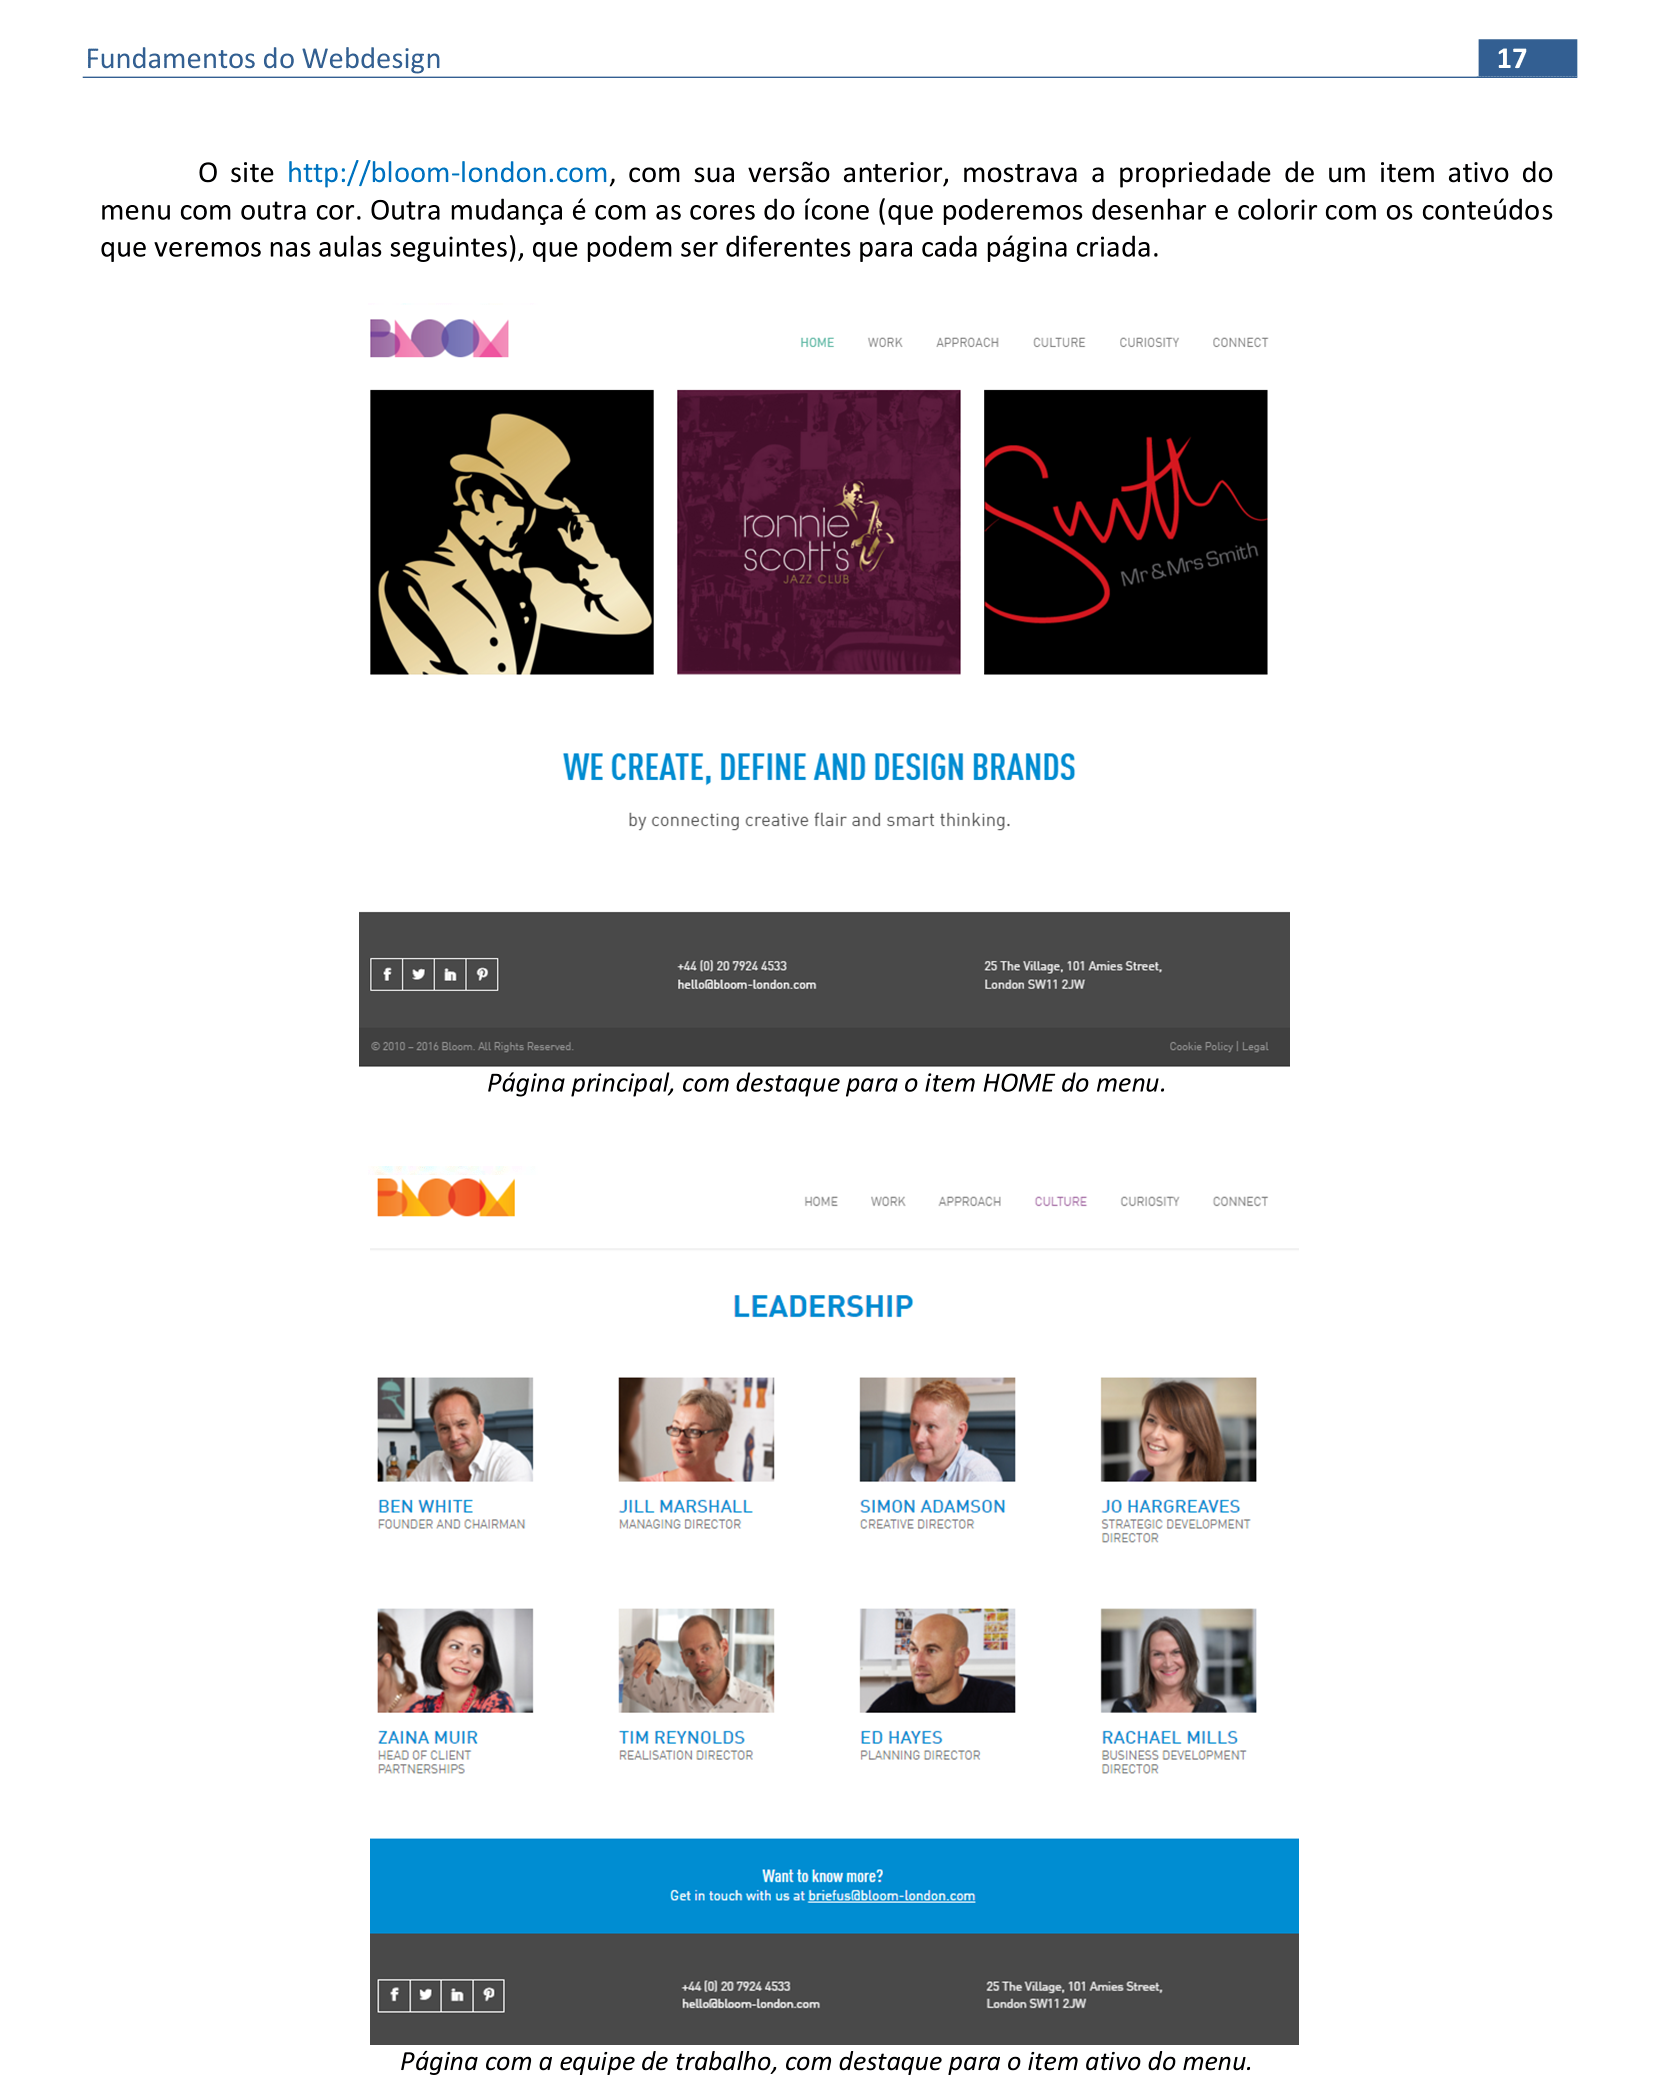 Fundamentos do Webdesign 17
O site http://bloom-london.com, com sua versão anterior, mostrava a propriedade de um item ativo do
menu com outra cor. Outra mudança é com as cores do ícone (que poderemos desenhar e colorir com os conteúdos
que veremos nas aulas seguintes), que podem ser diferentes para cada página criada.
BLOOM
HOME WORK APPROACH CULTURE CURIOSITY CONNECT
ronnie
scott's
JAZZ CLUB
Smith
Mr & Mrs Smith
WE CREATE, DEFINE AND DESIGN BRANDS
by connecting creative flair and smart thinking.
+44 (0) 20 7924 4533
hello@bloom-london.com
25 The Village, 101 Amies Street,
London SW11 2JW
© 2010 – 2016 Bloom. All Rights Reserved.
Cookie Policy | Legal
Página principal, com destaque para o item HOME do menu.
BLOOM
HOME WORK APPROACH CULTURE CURIOSITY CONNECT
LEADERSHIP
BEN WHITE
FOUNDER AND CHAIRMAN
JILL MARSHALL
MANAGING DIRECTOR
SIMON ADAMSON
CREATIVE DIRECTOR
JO HARGREAVES
STRATEGIC DEVELOPMENT
DIRECTOR
ZAINA MUIR
HEAD OF CLIENT
PARTNERSHIPS
TIM REYNOLDS
REALISATION DIRECTOR
ED HAYES
PLANNING DIRECTOR
RACHAEL MILLS
BUSINESS DEVELOPMENT
DIRECTOR
Want to know more?
Get in touch with us at briefus@bloom-london.com
+44 (0) 20 7924 4533
hello@bloom-london.com
25 The Village, 101 Amies Street,
London SW11 2JW
Página com a equipe de trabalho, com destaque para o item ativo do menu.